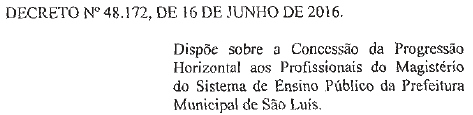 DECRETO Nº 48.172, DE 16 DE JUNHO DE 2016.
Dispõe sobre a Concessão da Progressão
Horizontal aos Profissionais do Magistério
do Sistema de Ensino Público da Prefeitura
Municipal de São Luís.